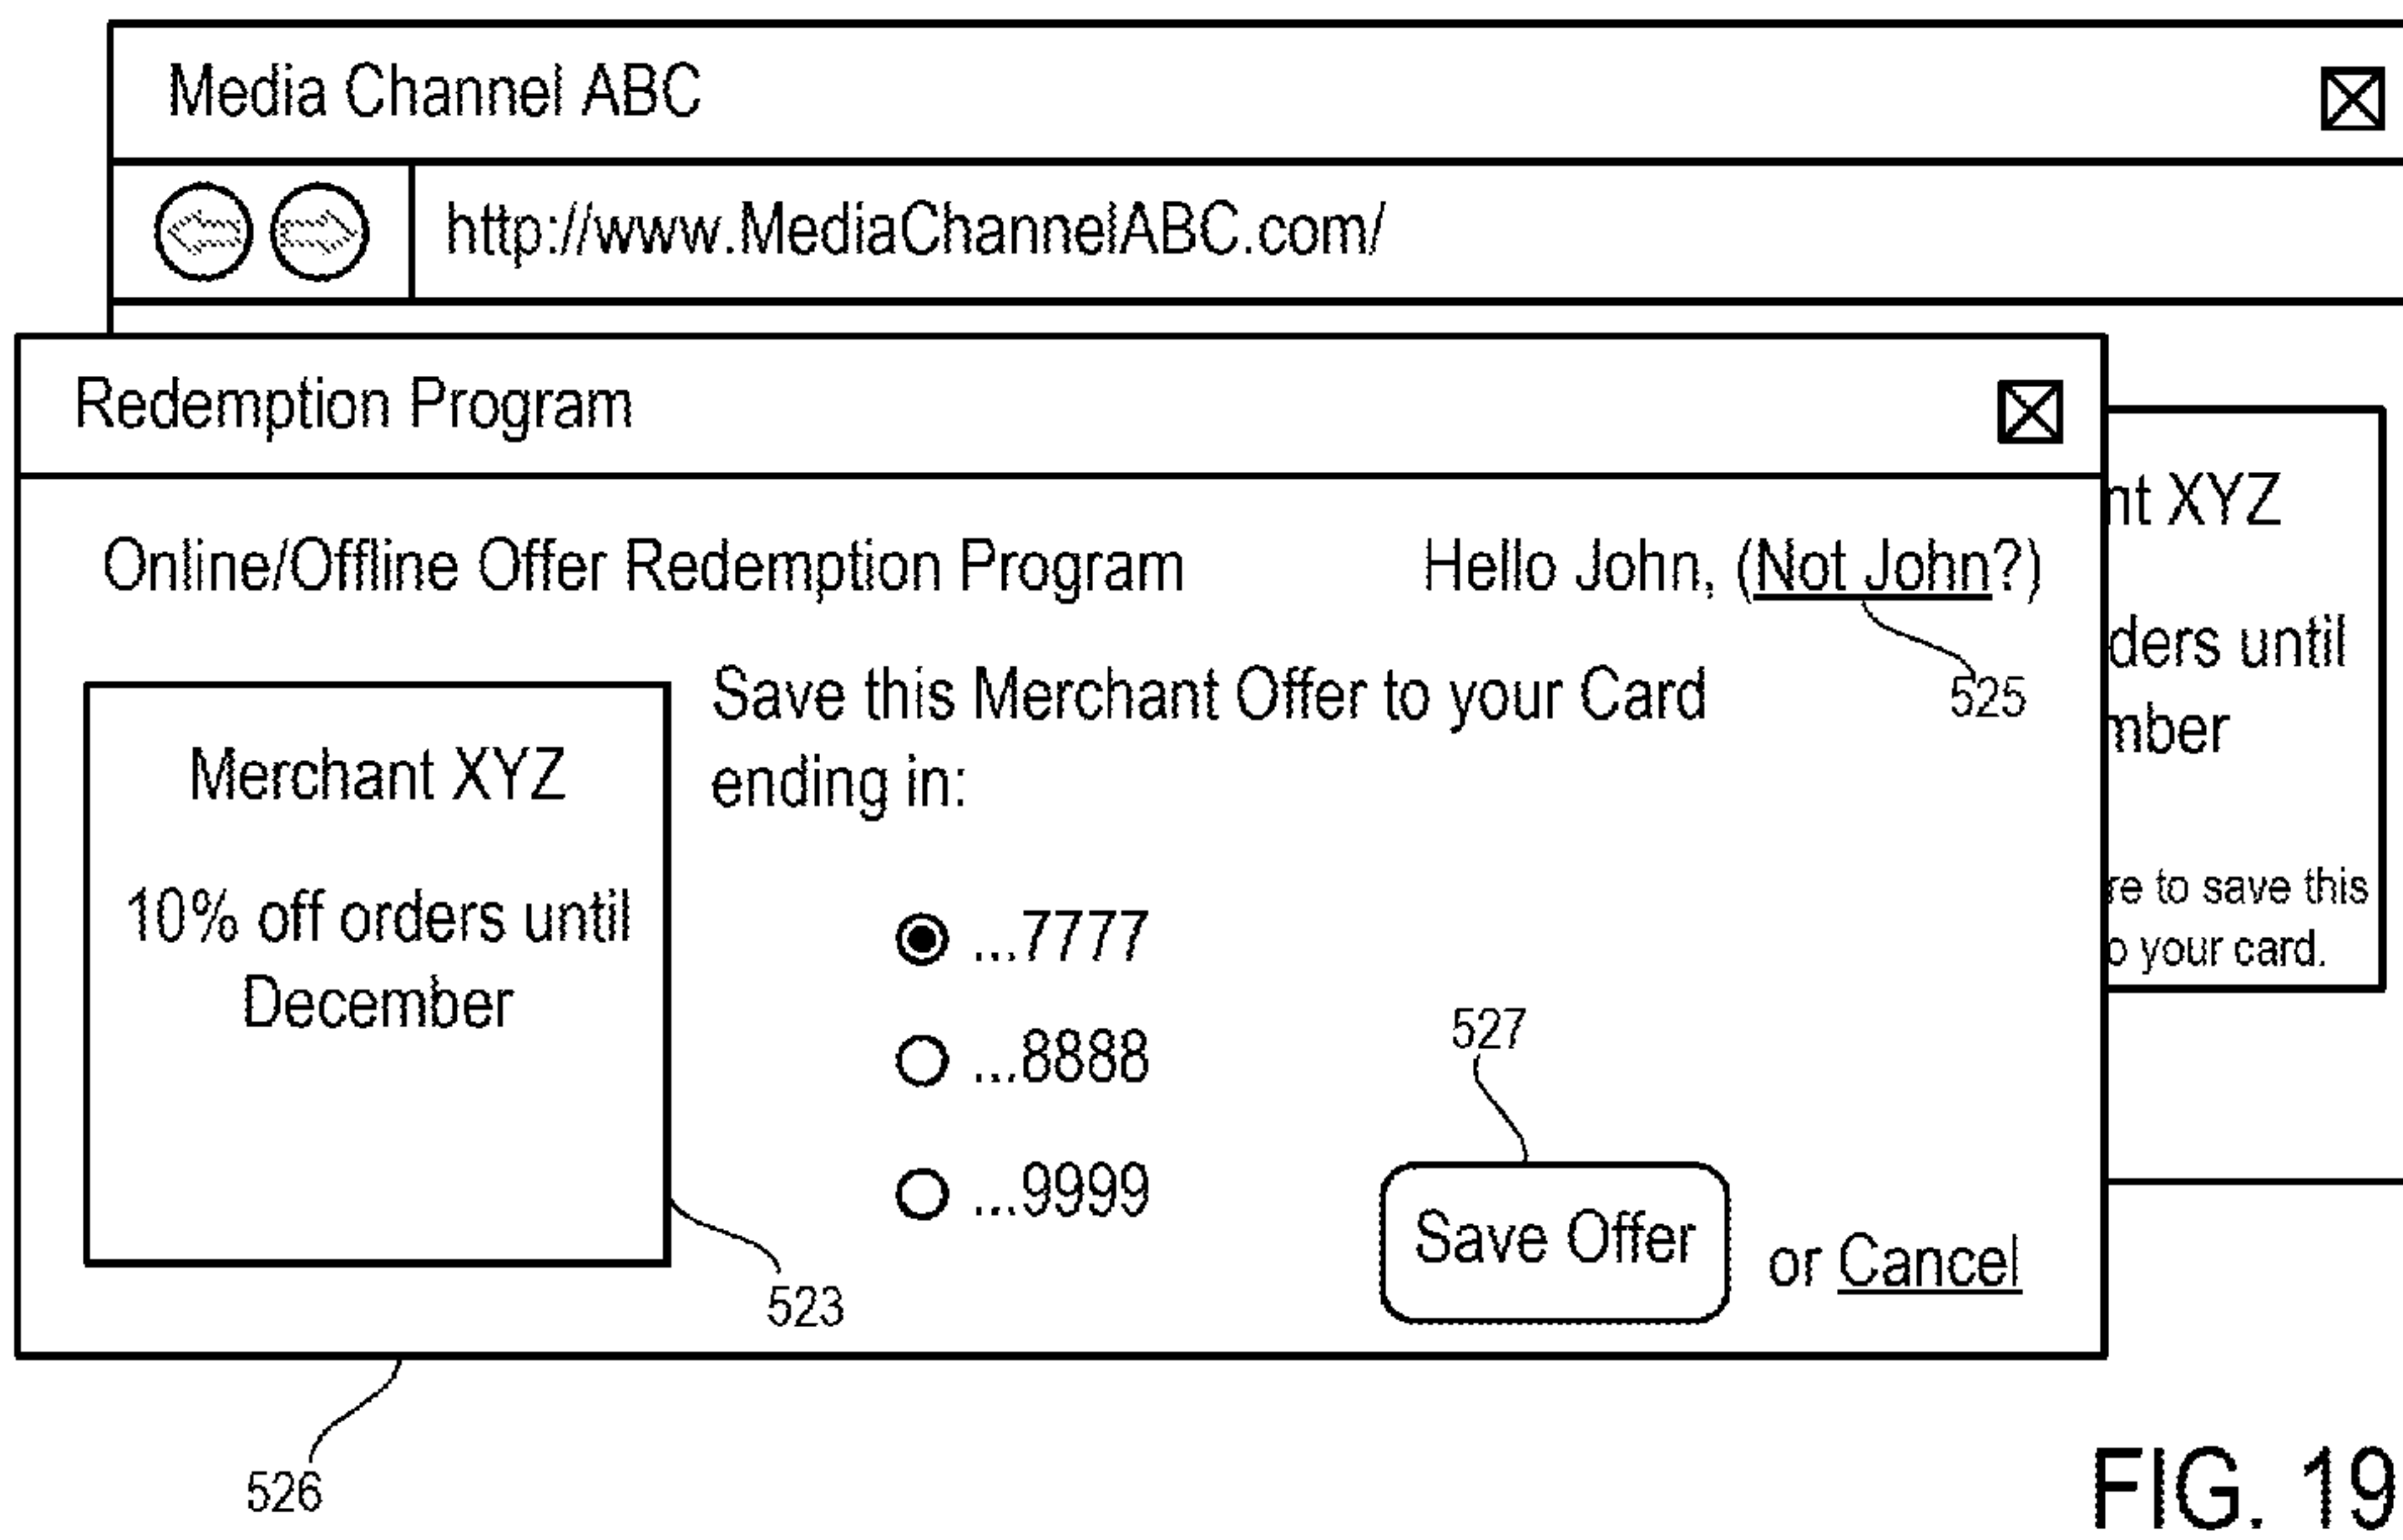 Media Channel ABC
http://www.MediaChannelABC.com/
Redemption Program
Online/Offline Offer Redemption Program
Hello John, (Not John?)
525
Save this Merchant Offer to your Card
ending in:
Merchant XYZ
10% off orders until
December
523
...7777
...8888
...9999
527
Save Offer
or Cancel
nt XYZ
ders until
mber
re to save this
o your card.
526
FIG. 19